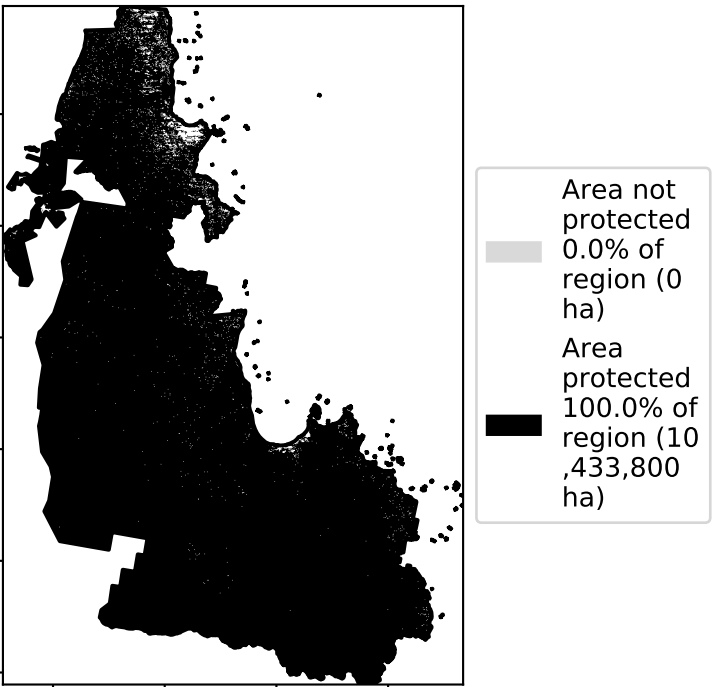 Area not
protected
0.0% of
region (0
ha)
Area
protected
100.0% of
region (10
,433,800
ha)